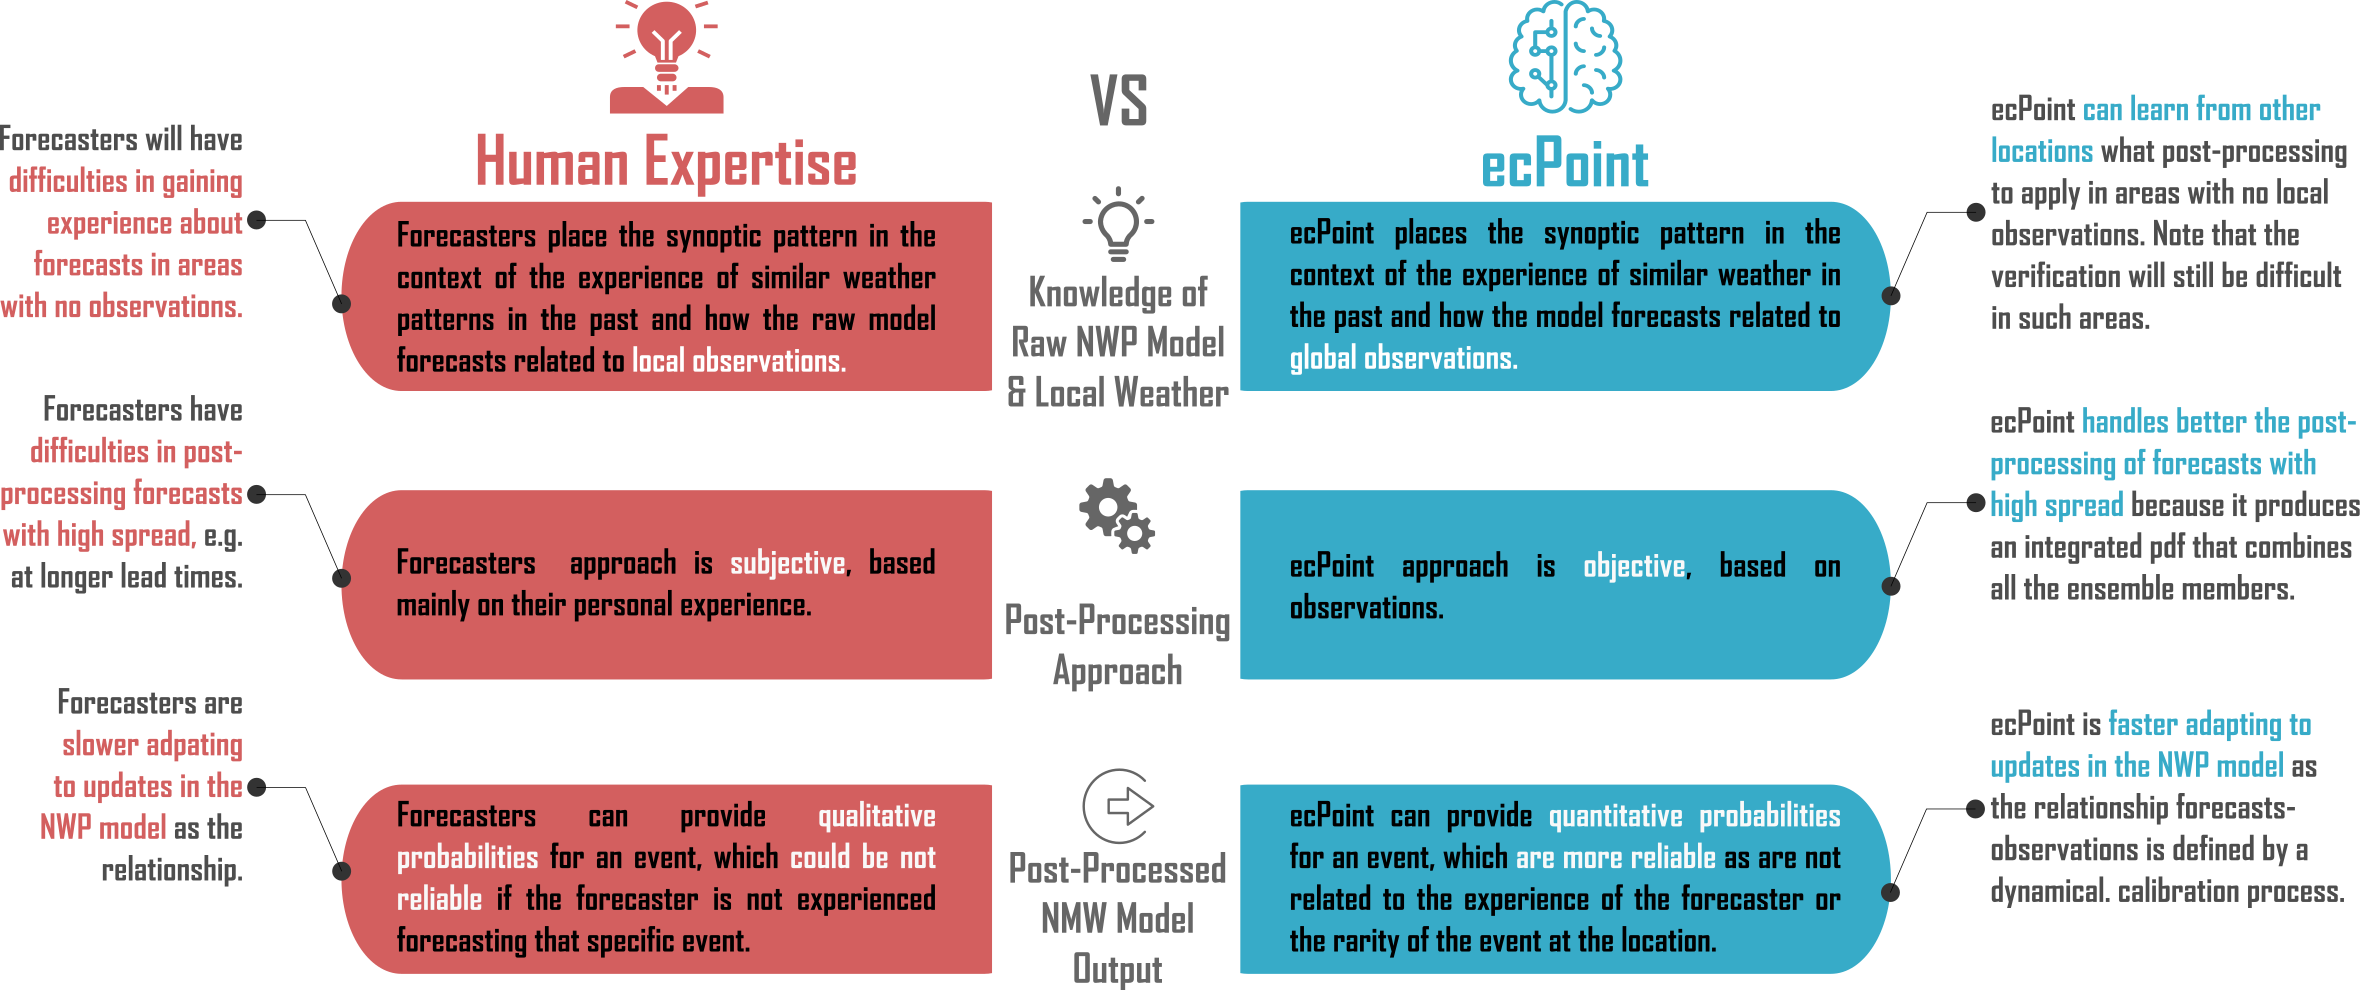 Human Expertise
VS
ecPoint
Forecasters will have
difficulties in gaining
experience about
forecasts in areas
with no observations.
Forecasters place the synoptic pattern in the
context of the experience of similar weather
patterns in the past and how the raw model
forecasts related to local observations.
Knowledge of
Raw NWP Model
& Local Weather
ecPoint places the synoptic pattern in the
context of the experience of similar weather in
the past and how the model forecasts related to
global observations.
ecPoint can learn from other
locations what post-processing
to apply in areas with no local
observations. Note that the
verification will still be difficult
in such areas.
Forecasters have
difficulties in post-
processing forecasts
with high spread, e.g.
at longer lead times.
Forecasters approach is subjective, based
mainly on their personal experience.
Post-Processing
Approach
ecPoint approach is objective, based on
observations.
ecPoint handles better the post-
processing of forecasts with
high spread because it produces
an integrated pdf that combines
all the ensemble members.
Forecasters are
slower adpating
to updates in the
NWP model as the
relationship.
Forecasters can provide qualitative
probabilities for an event, which could be not
reliable if the forecaster is not experienced
forecasting that specific event.
Post-Processed
NMW Model
Output
ecPoint can provide quantitative probabilities
for an event, which are more reliable as are not
related to the experience of the forecaster or
the rarity of the event at the location.
ecPoint is faster adapting to
updates in the NWP model as
the relationship forecasts-
observations is defined by a
dynamical. calibration process.